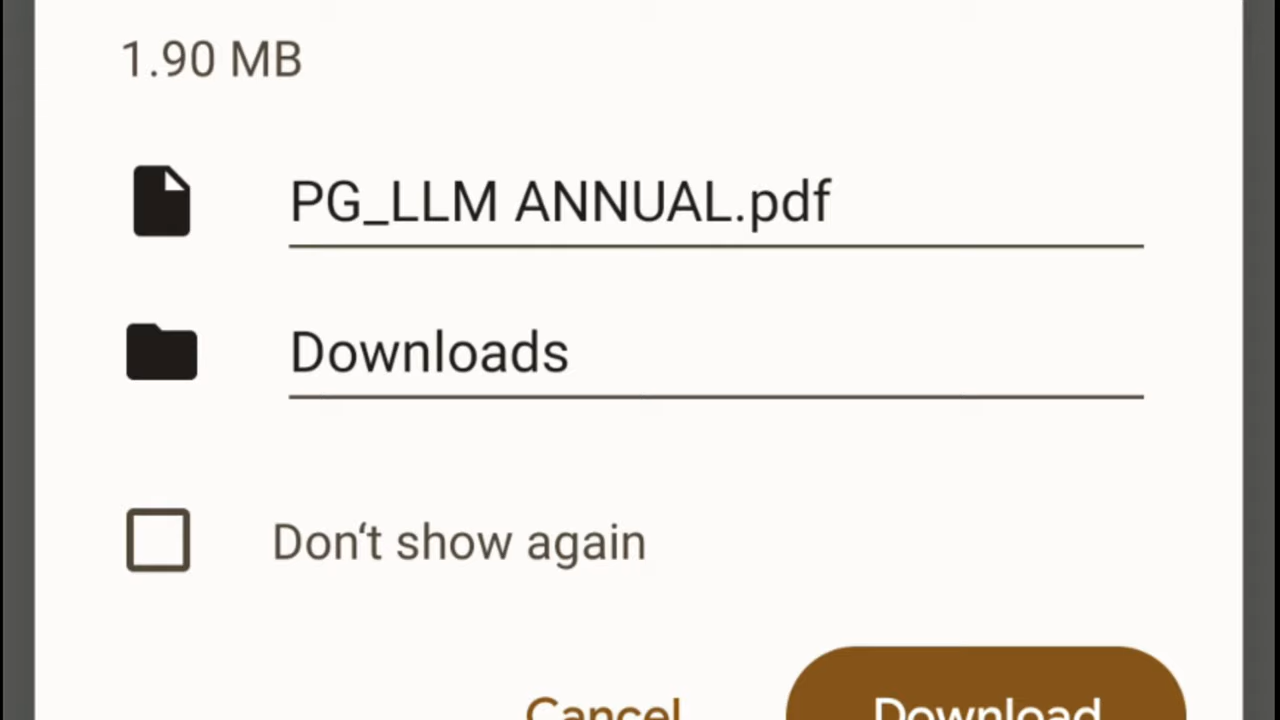 1.90 MB
PG_LLM ANNUAL.pdf
Downloads
Don‘t show again
Cancel Download